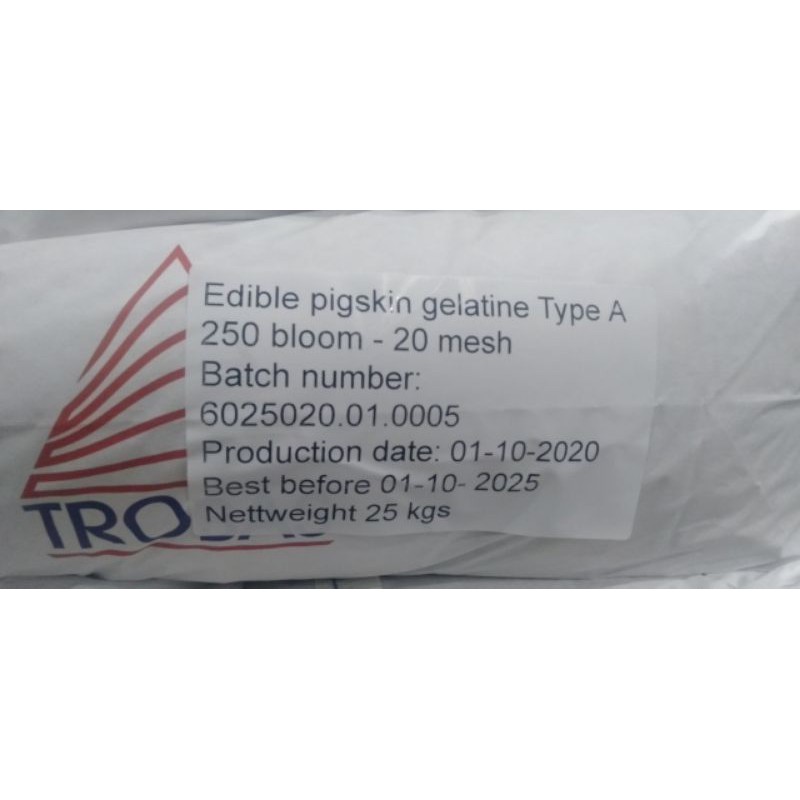 Edible pigskin gelatine Type A
250 bloom - 20 mesh
Batch number:
6025020.01.0005
Production date: 01-10-2020
Best before 01-10- 2025
Nettweight 25 kgs